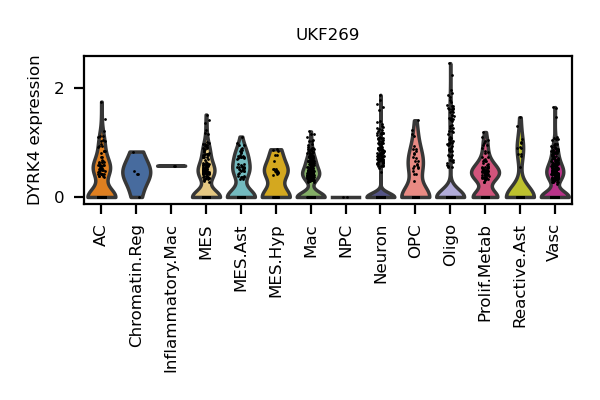 UKF269
DYRK4 expression
2
0
AC
Chromatin.Reg
Inflammatory.Mac
MES
MES.Ast
MES.Hyp
Mac
NPC
Neuron
OPC
Oligo
Prolif.Metab
Reactive.Ast
Vasc